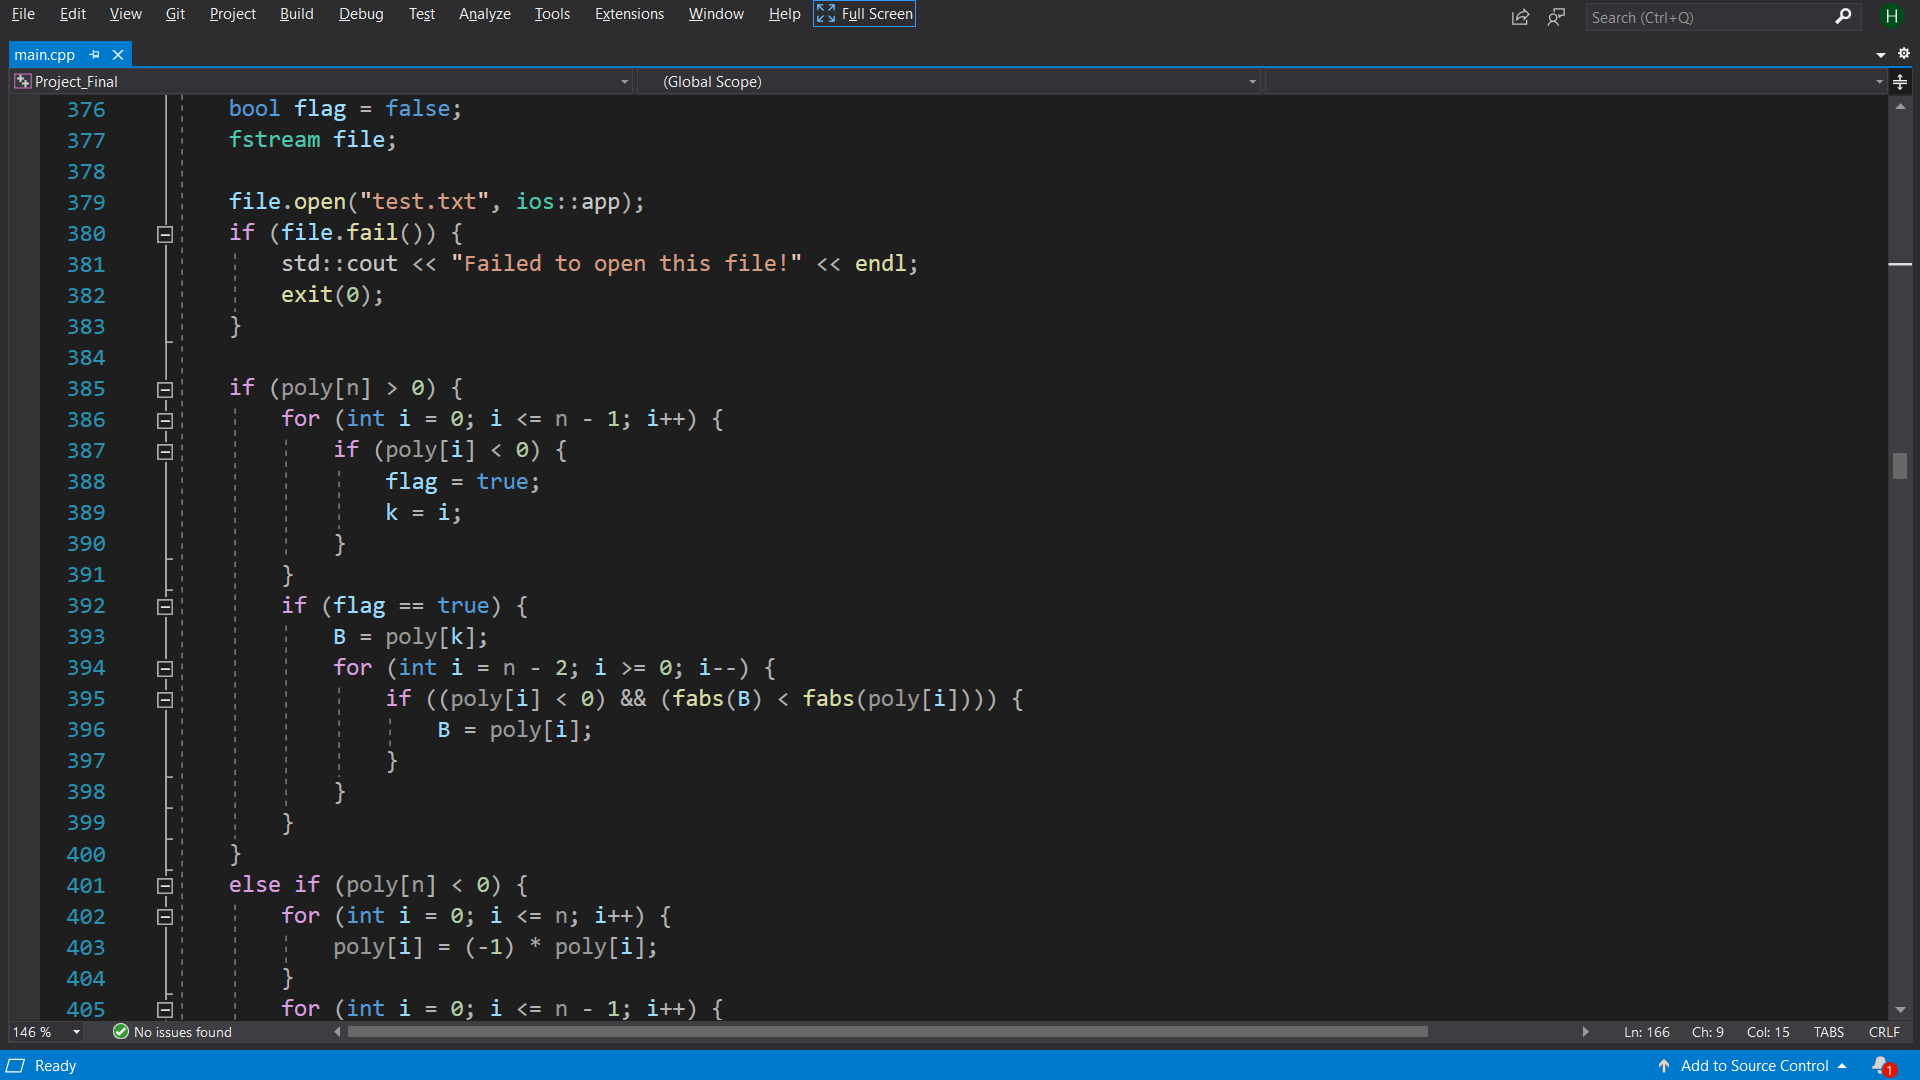 File Edit View Git Project Build Debug Test Analyze Tools Extensions Window Help Full Screen Search (Ctrl+Q) H
main.cpp
Project_Final (Global Scope)
376 bool flag = false;
377 fstream file;
378
379 file.open("test.txt", ios::app);
380 if (file.fail()) {
381 std::cout << "Failed to open this file!" << endl;
382 exit(0);
383 }
384
385 if (poly[n] > 0) {
386 for (int i = 0; i <= n - 1; i++) {
387 if (poly[i] < 0) {
388 flag = true;
389 k = i;
390 }
391 }
392 if (flag == true) {
393 B = poly[k];
394 for (int i = n - 2; i >= 0; i--) {
395 if ((poly[i] < 0) && (fabs(B) < fabs(poly[i]))) {
396 B = poly[i];
397 }
398 }
399 }
400 }
401 else if (poly[n] < 0) {
402 for (int i = 0; i <= n; i++) {
403 poly[i] = (-1) * poly[i];
404 }
405 for (int i = 0; i <= n - 1; i++) {
146 % No issues found Ln: 166 Ch: 9 Col: 15 TABS CRLF
Ready Add to Source Control 1